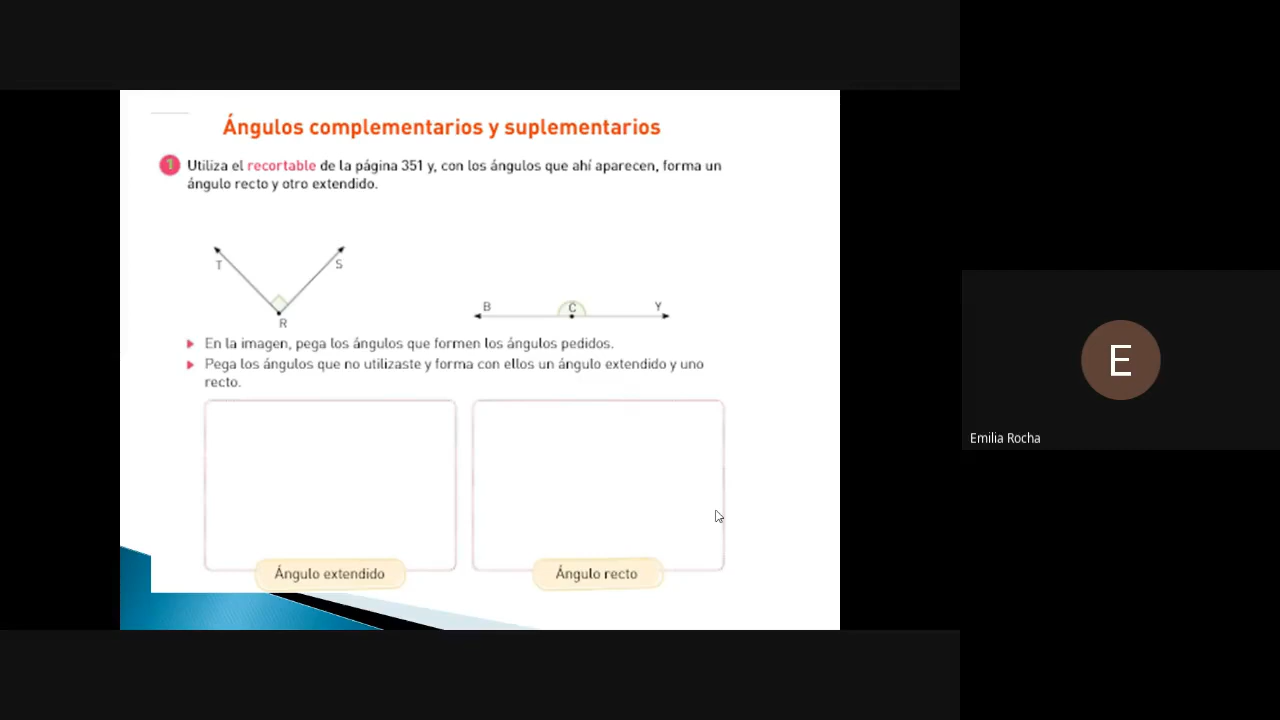 Ángulos complementarios y suplementarios
1 Utiliza el recortable de la página 351 y, con los ángulos que ahí aparecen, forma un
ángulo recto y otro extendido.
T
S
R
B
C
Y
En la imagen, pega los ángulos que formen los ángulos pedidos.
Pega los ángulos que no utilizaste y forma con ellos un ángulo extendido y uno
recto.
Ángulo extendido
Ángulo recto
E
Emilia Rocha